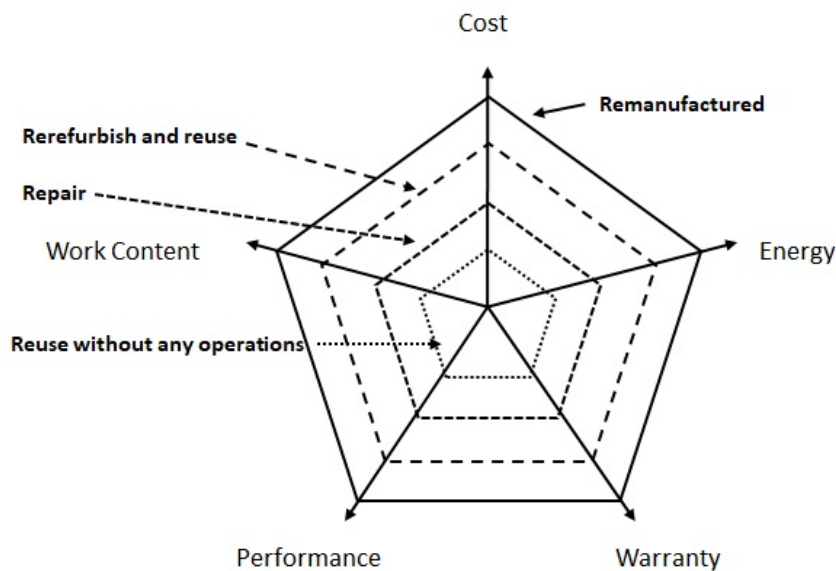 Cost
Remanufactured
Rerefurbish and reuse
Repair
Work Content
Energy
Reuse without any operations
Performance
Warranty